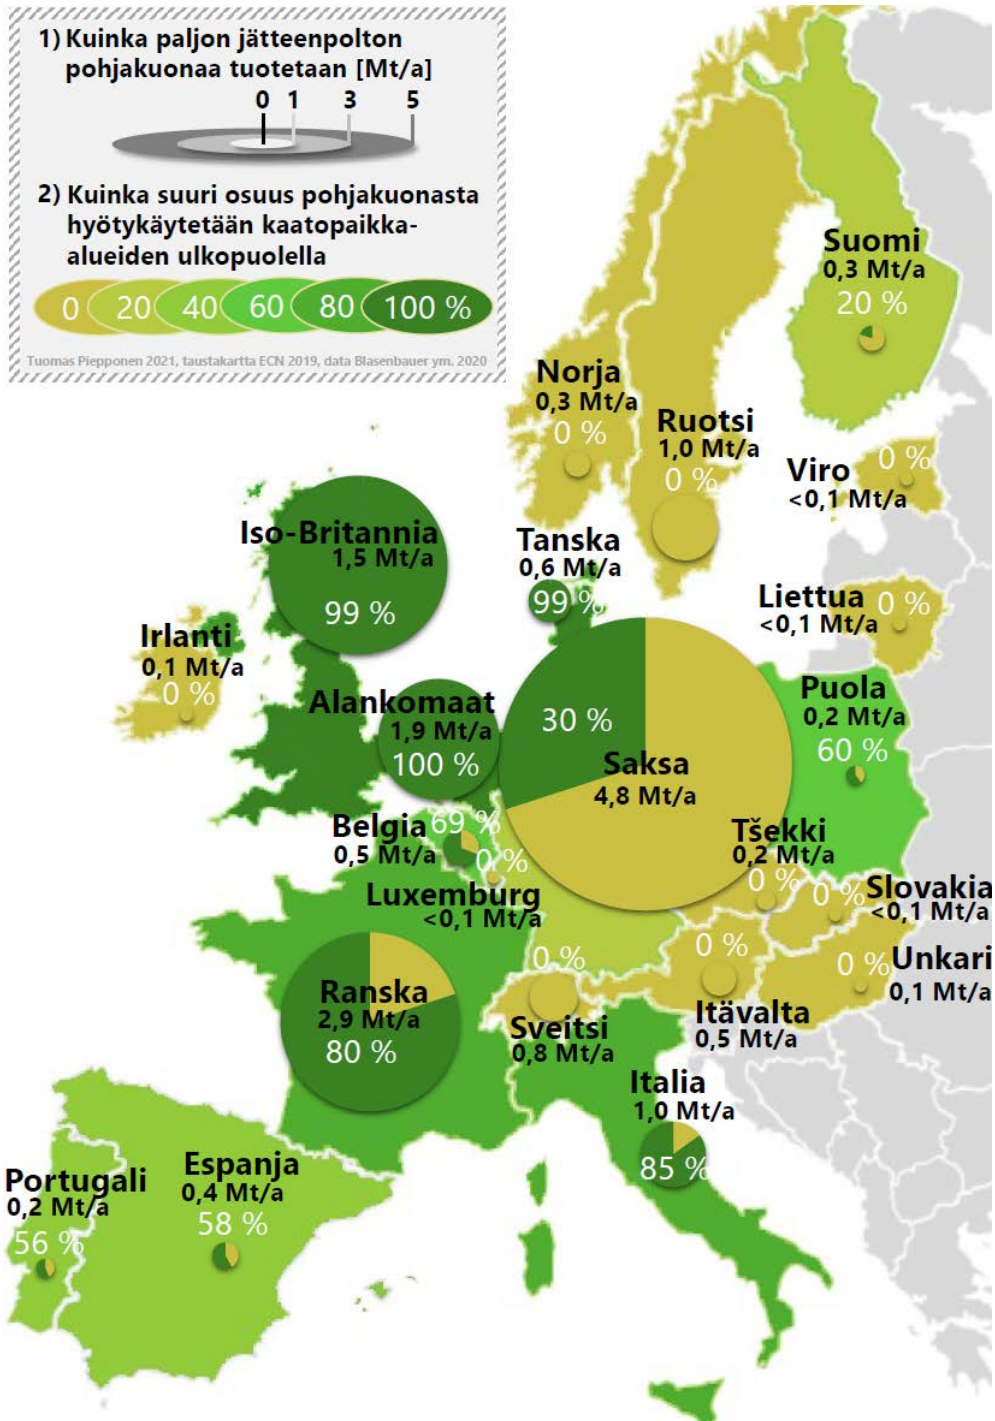 1) Kuinka paljon jätteenpolton
pohjakuonaa tuotetaan [Mt/a]
0 1 3 5
2) Kuinka suuri osuus pohjakuonasta
hyötykäytetään kaatopaikka-
alueiden ulkopuolella
0 20 40 60 80 100 %
Tuomas Piepponen 2021, taustakartta ECN 2019, data Blasenbauer ym. 2020
Suomi
0,3 Mt/a
20 %
Norja
0,3 Mt/a
0 %
Ruotsi
1,0 Mt/a
0 %
Viro
<0,1 Mt/a
0 %
Iso-Britannia
1,5 Mt/a
99 %
Tanska
0,6 Mt/a
99 %
Liettua
<0,1 Mt/a
0 %
Irlanti
0,1 Mt/a
0 %
Alankomaat
1,9 Mt/a
100 %
30 %
Saksa
4,8 Mt/a
Puola
0,2 Mt/a
60 %
Belgia
0,5 Mt/a
69 %
0 %
Luxemburg
<0,1 Mt/a
Tšekki
0,2 Mt/a
0 %
Slovakia
<0,1 Mt/a
0 %
Ranska
2,9 Mt/a
80 %
0 %
Sveitsi
0,8 Mt/a
0 %
Itävalta
0,5 Mt/a
0 %
Unkari
0,1 Mt/a
Italia
1,0 Mt/a
85 %
Portugali
0,2 Mt/a
56 %
Espanja
0,4 Mt/a
58 %